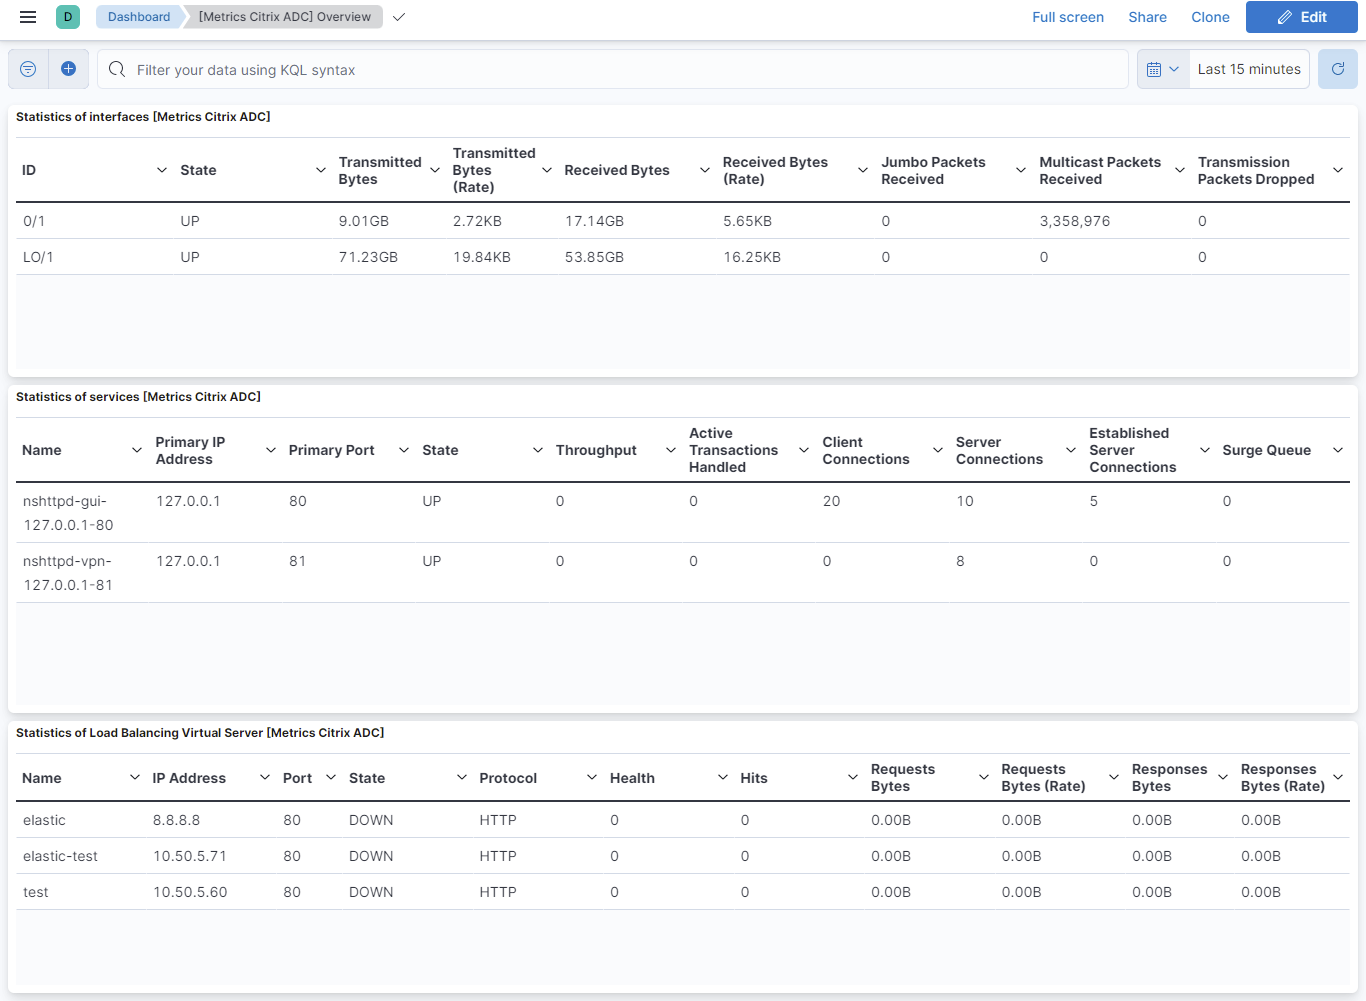 D Dashboard [Metrics Citrix ADC] Overview Full screen Share Clone Edit
Filter your data using KQL syntax Last 15 minutes
Statistics of interfaces [Metrics Citrix ADC]
ID State Transmitted Bytes Transmitted Bytes (Rate) Received Bytes Received Bytes (Rate) Jumbo Packets Received Multicast Packets Received Transmission Packets Dropped
0/1 UP 9.01GB 2.72KB 17.14GB 5.65KB 0 3,358,976 0
LO/1 UP 71.23GB 19.84KB 53.85GB 16.25KB 0 0 0
Statistics of services [Metrics Citrix ADC]
Name Primary IP Address Primary Port State Throughput Active Transactions Handled Client Connections Server Connections Established Server Connections Surge Queue
nshttpd-gui-127.0.0.1-80 127.0.0.1 80 UP 0 0 20 10 5 0
nshttpd-vpn-127.0.0.1-81 127.0.0.1 81 UP 0 0 0 8 0 0
Statistics of Load Balancing Virtual Server [Metrics Citrix ADC]
Name IP Address Port State Protocol Health Hits Requests Bytes Requests Bytes (Rate) Responses Bytes Responses Bytes (Rate)
elastic 8.8.8.8 80 DOWN HTTP 0 0 0.00B 0.00B 0.00B 0.00B
elastic-test 10.50.5.71 80 DOWN HTTP 0 0 0.00B 0.00B 0.00B 0.00B
test 10.50.5.60 80 DOWN HTTP 0 0 0.00B 0.00B 0.00B 0.00B